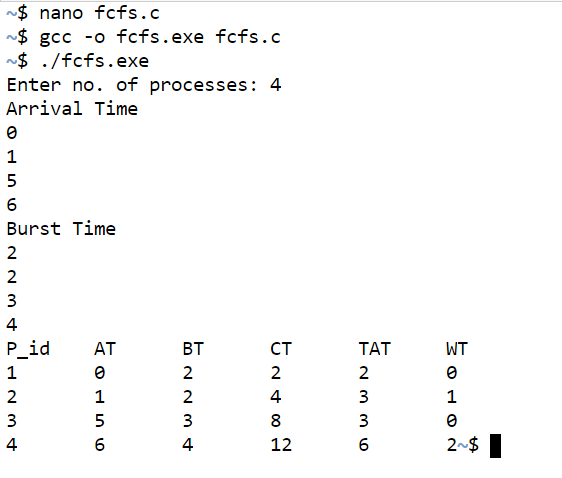 ~$ nano fcfs.c
~$ gcc -o fcfs.exe fcfs.c
~$ ./fcfs.exe
Enter no. of processes: 4
Arrival Time
0
1
5
6
Burst Time
2
2
3
4
P_id    AT      BT      CT      TAT     WT
1       0       2       2       2       0
2       1       2       4       3       1
3       5       3       8       3       0
4       6       4       12      6       2~$